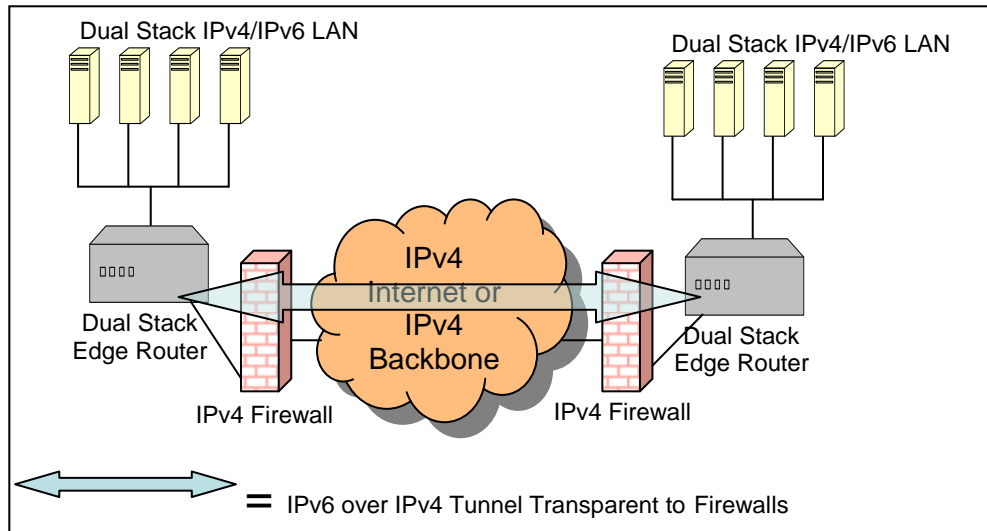 Dual Stack IPv4/IPv6 LAN
Dual Stack IPv4/IPv6 LAN
IPv4
Internet or
IPv4
Backbone
Dual Stack
Edge Router
Dual Stack
Edge Router
IPv4 Firewall
IPv4 Firewall
= IPv6 over IPv4 Tunnel Transparent to Firewalls